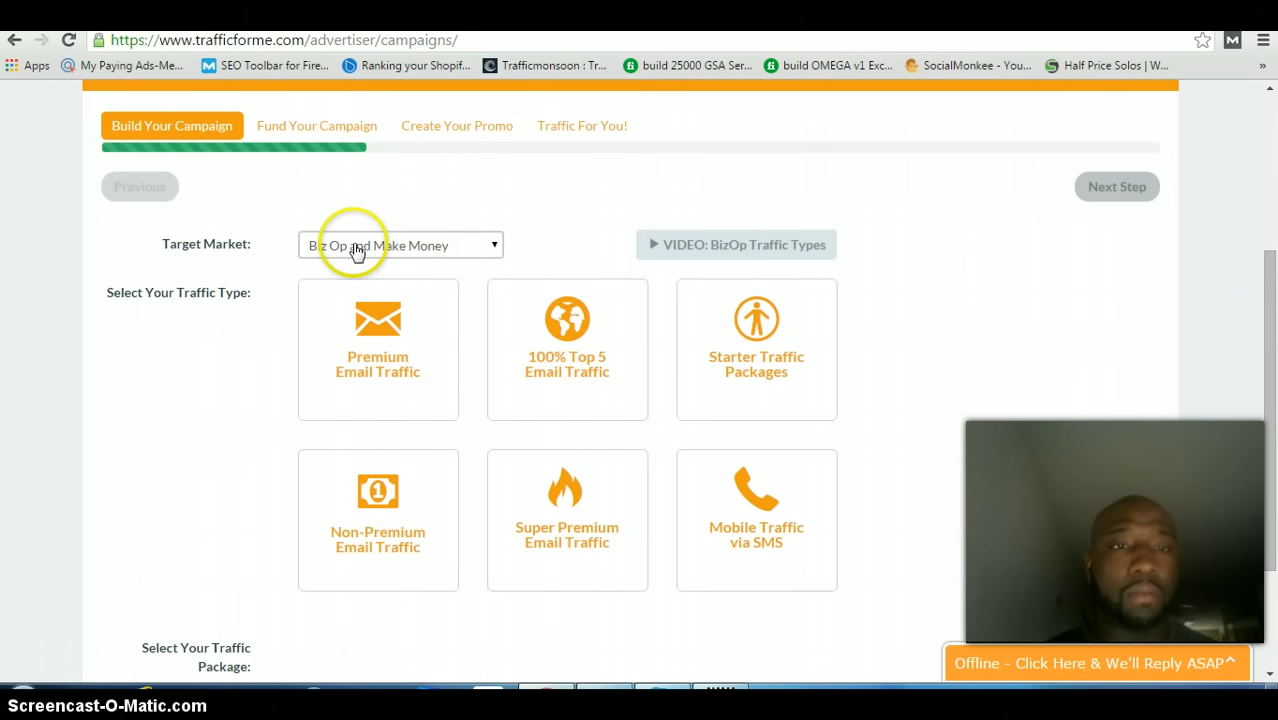 https://www.trafficforme.com/advertiser/campaigns/
Apps My Paying Ads-Me... SEO Toolbar for Fire... Ranking your Shopif... Trafficmonsoon : Tr... build 25000 GSA Ser... build OMEGA v1 Exc... SocialMonkee - You... Half Price Solos | W... »
Build Your Campaign Fund Your Campaign Create Your Promo Traffic For You!
Previous Next Step
Target Market: Biz Op and Make Money VIDEO: BizOp Traffic Types
Select Your Traffic Type:
Premium
Email Traffic
100% Top 5
Email Traffic
Starter Traffic
Packages
Non-Premium
Email Traffic
Super Premium
Email Traffic
Mobile Traffic
via SMS
Select Your Traffic
Package:
Offline - Click Here & We'll Reply ASAP
Screencast-O-Matic.com